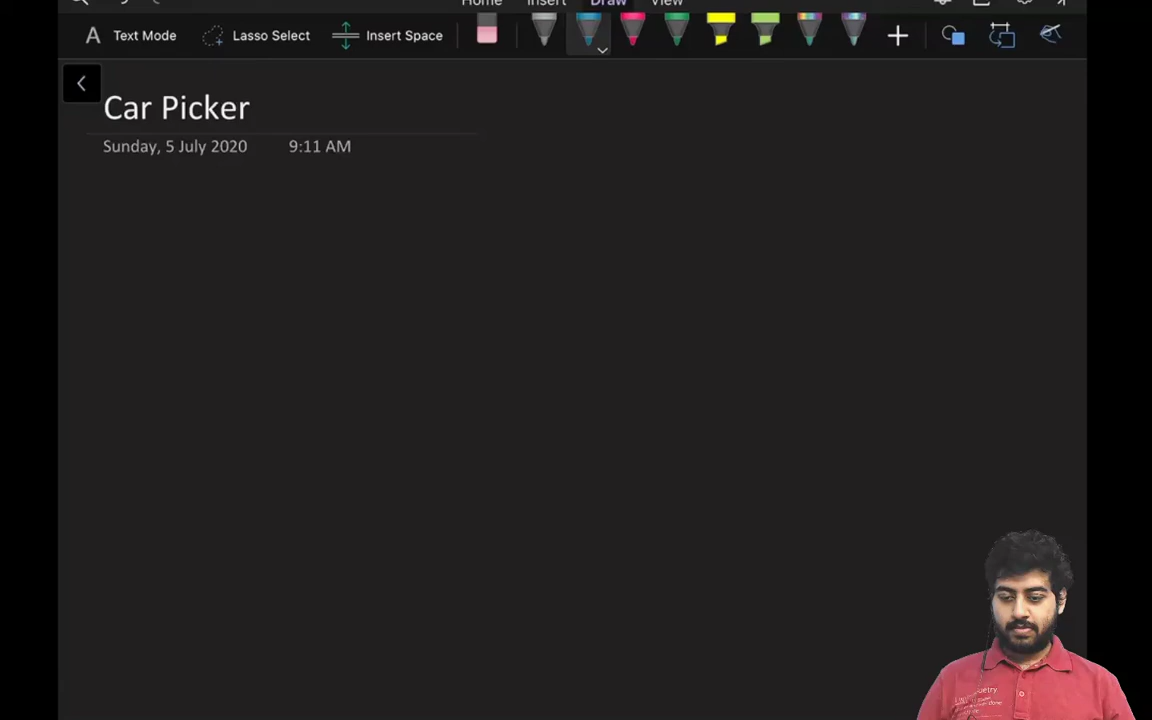 Home Insert Draw View
Text Mode Lasso Select Insert Space
Car Picker
Sunday, 5 July 2020 9:11 AM